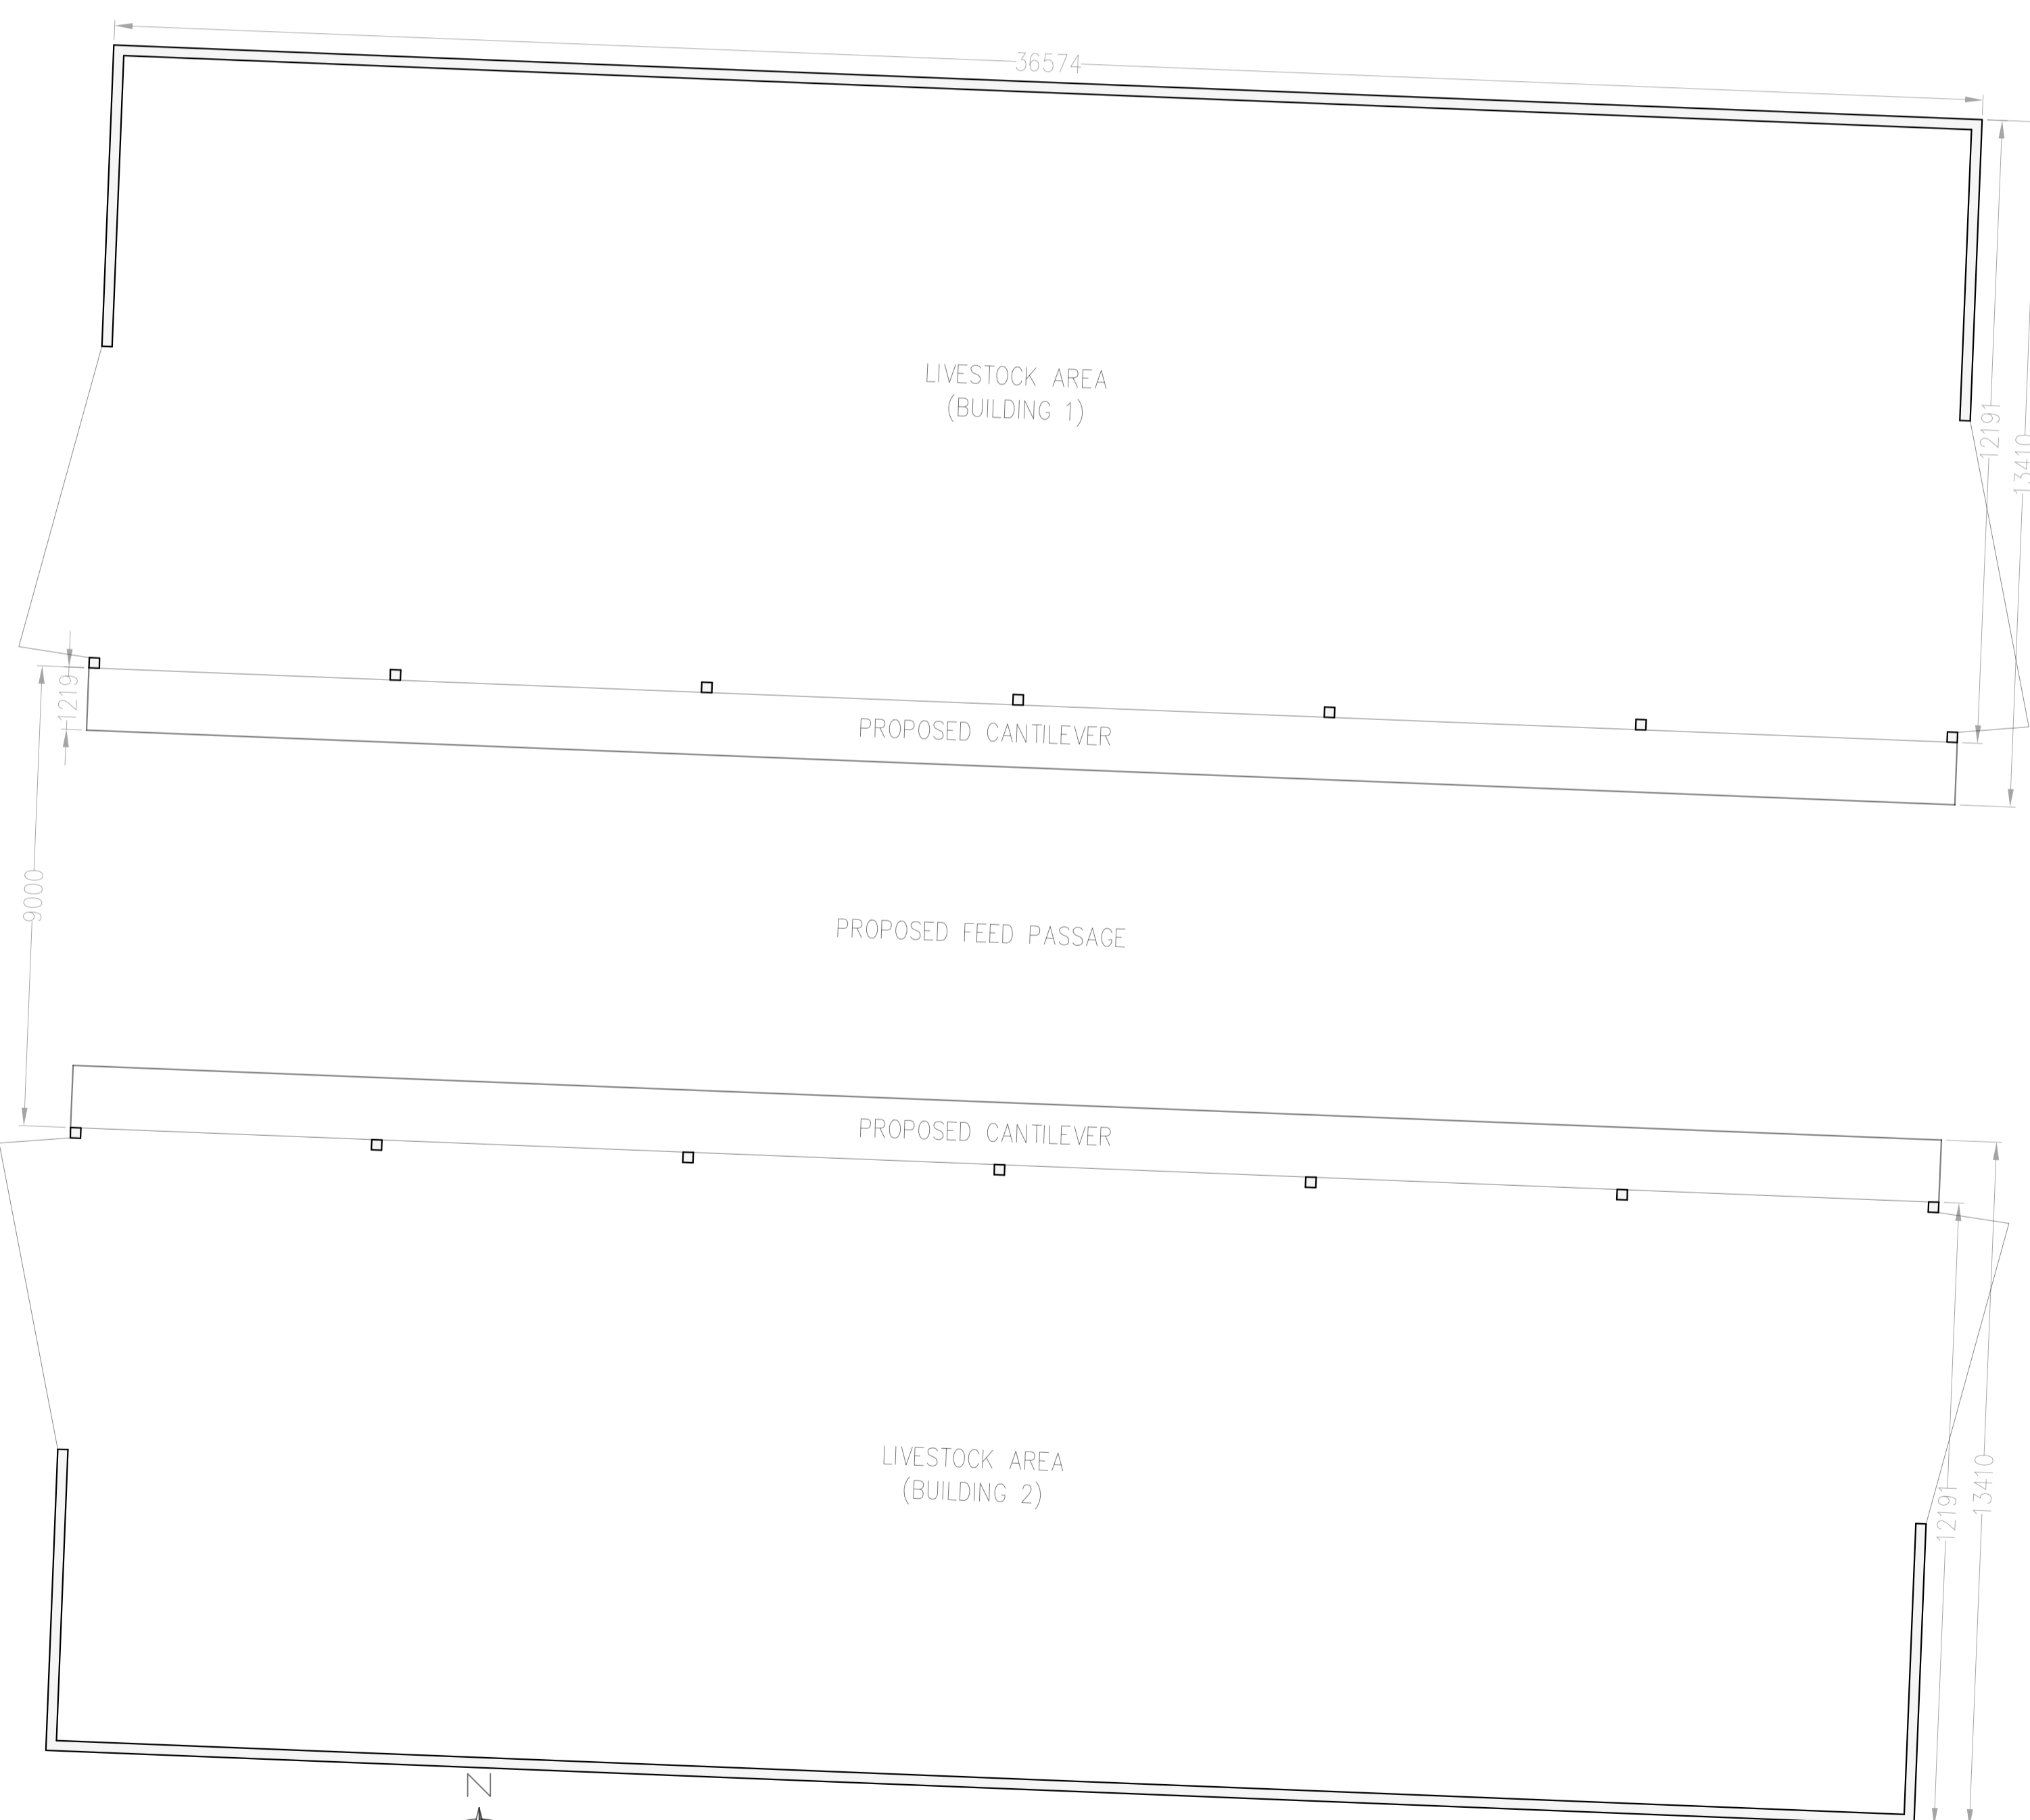 36574
LIVESTOCK AREA
(BUILDING 1)
12191
13410
1219
PROPOSED CANTILEVER
9000
PROPOSED FEED PASSAGE
PROPOSED CANTILEVER
LIVESTOCK AREA
(BUILDING 2)
12191
13410
N